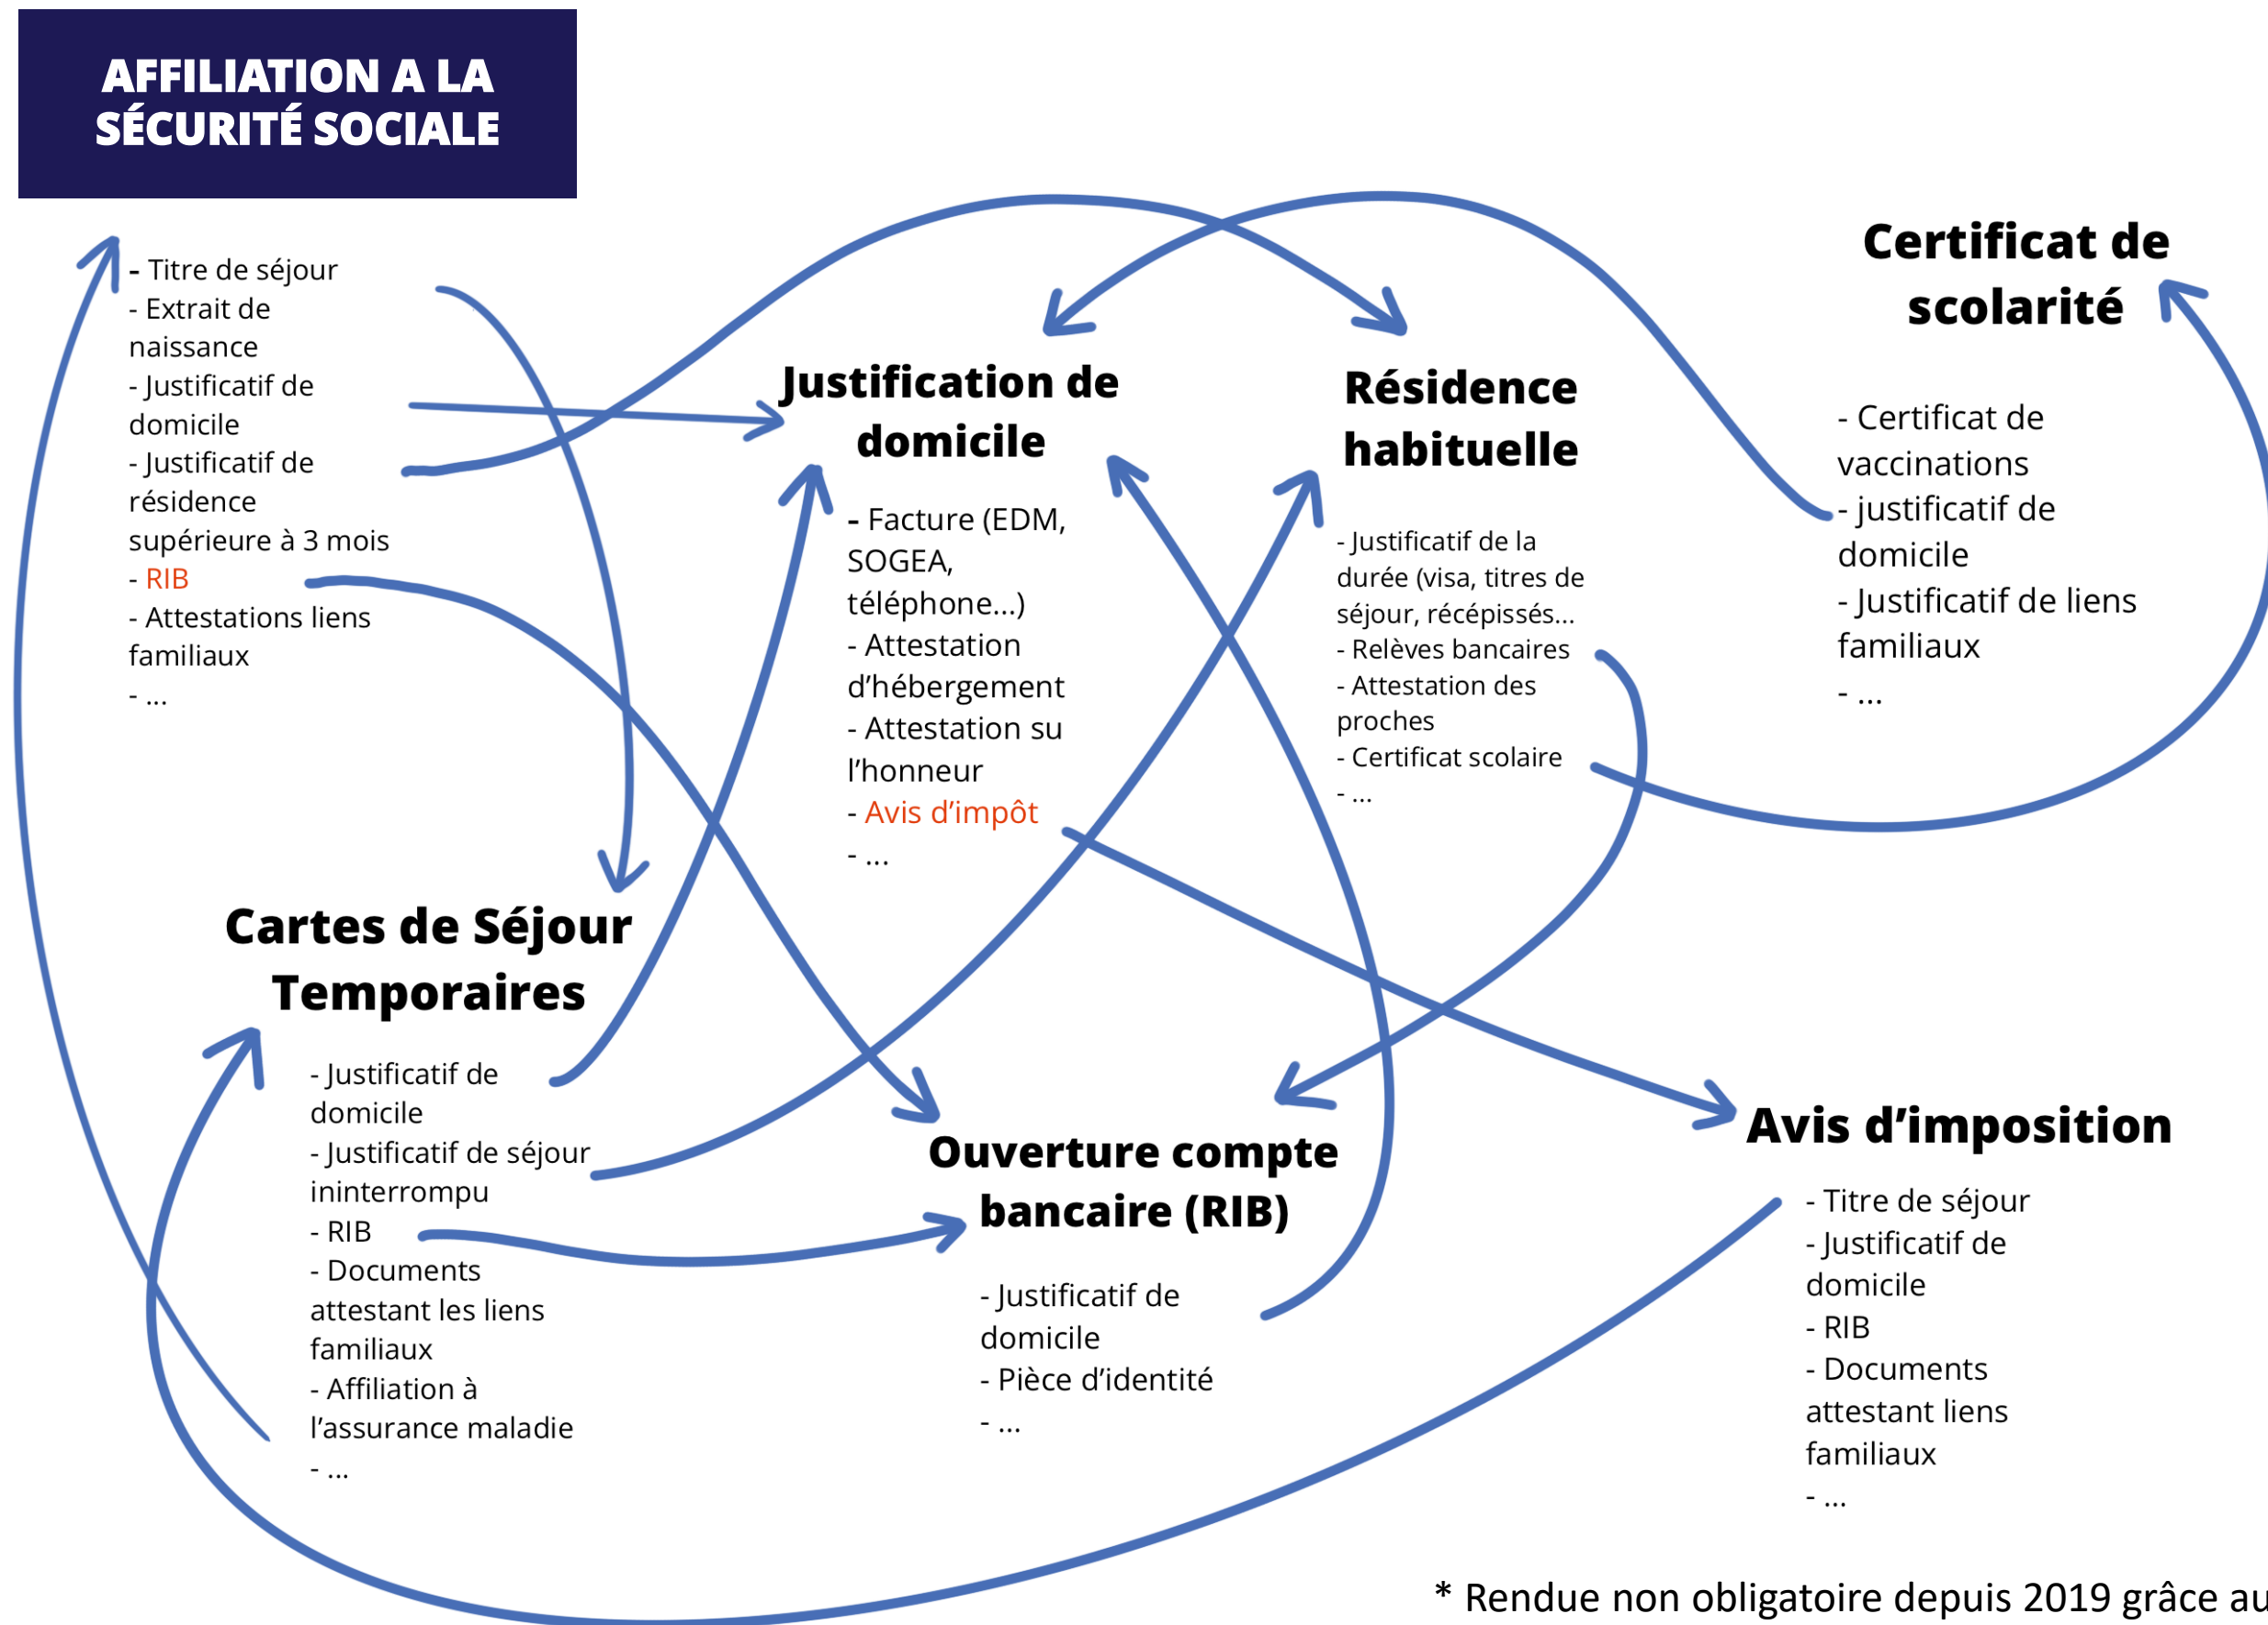 AFFILIATION A LA
SÉCURITÉ SOCIALE
- Titre de séjour
- Extrait de
naissance
- Justificatif de
domicile
- Justificatif de
résidence
supérieure à 3 mois
- RIB
- Attestations liens
familiaux
- ...
Justification de
domicile
- Facture (EDM,
SOGEA,
téléphone...)
- Attestation
d’hébergement
- Attestation su
l’honneur
- Avis d’impôt
- ...
Résidence
habituelle
- Justificatif de la
durée (visa, titres de
séjour, récépissés...
- Relèves bancaires
- Attestation des
proches
- Certificat scolaire
- ...
Certificat de
scolarité
- Certificat de
vaccinations
- justificatif de
domicile
- Justificatif de liens
familiaux
- ...
Cartes de Séjour
Temporaires
- Justificatif de
domicile
- Justificatif de séjour
ininterrompu
- RIB
- Documents
attestant les liens
familiaux
- Affiliation à
l’assurance maladie
- ...
Ouverture compte
bancaire (RIB)
- Justificatif de
domicile
- Pièce d’identité
- ...
Avis d’imposition
- Titre de séjour
- Justificatif de
domicile
- RIB
- Documents
attestant liens
familiaux
- ...
* Rendue non obligatoire depuis 2019 grâce au